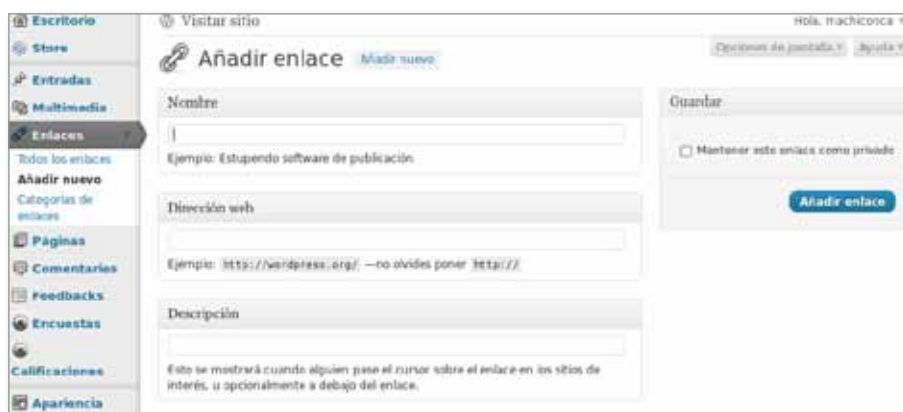 Escritorio
Store
Entradas
Multimedia
Enlaces
Todos los enlaces
Añadir nuevo
Categorías de
enlaces
Páginas
Comentarios
Feedbacks
Encuestas
Calificaciones
Apariencia
Visitar sitio
Hola, machicosca
Opciones de pantalla
Ayuda
Añadir enlace
Añadir nuevo
Nombre
Ejemplo: Estupendo software de publicación
Dirección web
Ejemplo: http://wordpress.org/ —no olvides poner http://
Descripción
Esto se mostrará cuando alguien pase el cursor sobre el enlace en los sitios de
interés, u opcionalmente a debajo del enlace.
Guardar
Mantener este enlace como privado
Añadir enlace